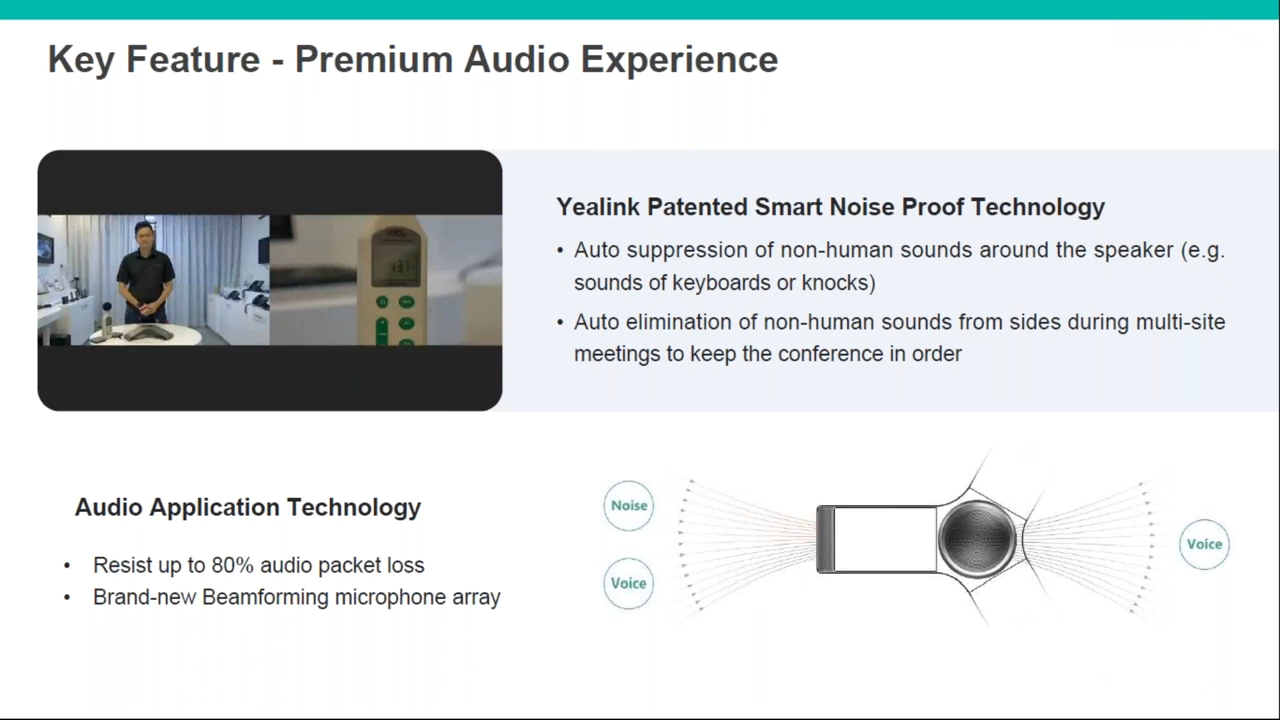 Key Feature - Premium Audio Experience
Yealink Patented Smart Noise Proof Technology
• Auto suppression of non-human sounds around the speaker (e.g.
sounds of keyboards or knocks)
• Auto elimination of non-human sounds from sides during multi-site
meetings to keep the conference in order
Audio Application Technology
• Resist up to 80% audio packet loss
• Brand-new Beamforming microphone array
Noise
Voice
Voice